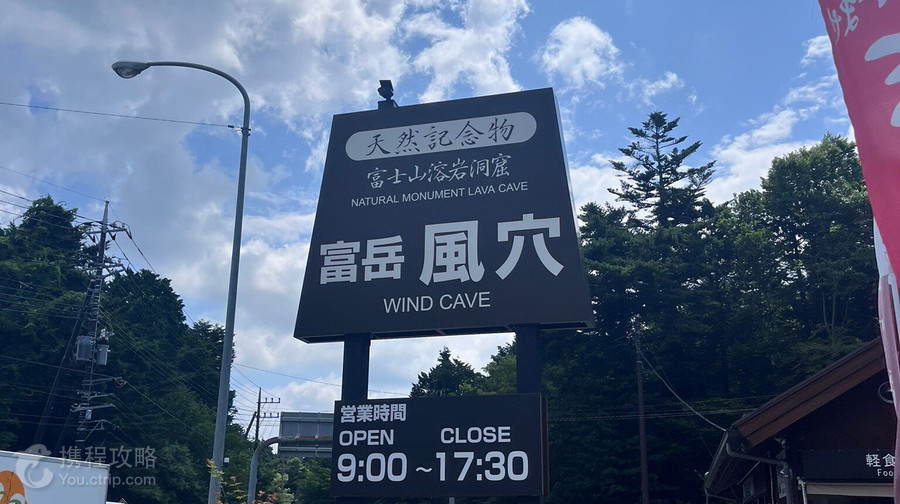 天然記念物
富士山溶岩洞窟
NATURAL MONUMENT LAVA CAVE
富岳 風穴
WIND CAVE
営業時間
OPEN CLOSE
9:00 ~17:30
軽食
Foo
携程攻略
You.ctrip.com